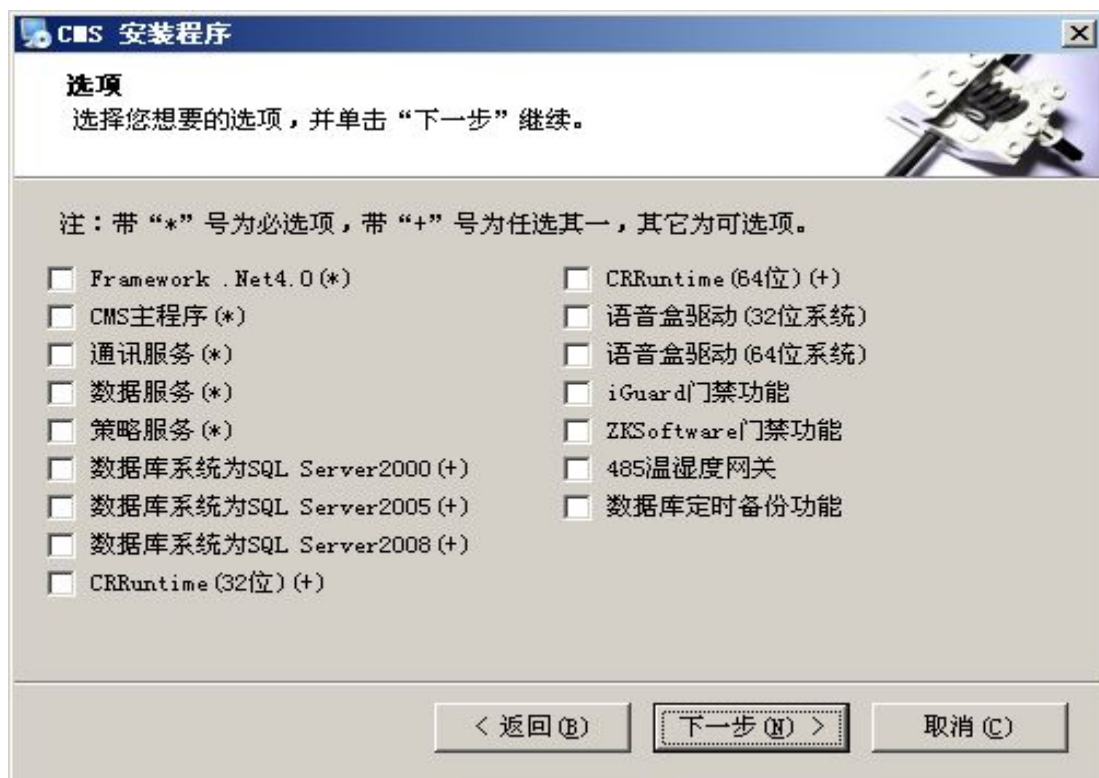 CMS 安装程序
选项
选择您想要的选项，并单击“下一步”继续。
注：带“*”号为必选项，带“+”号为任选其一，其它为可选项。
Framework .Net4.0(*)
CMS主程序(*)
通讯服务(*)
数据服务(*)
策略服务(*)
数据库系统为SQL Server2000(+)
数据库系统为SQL Server2005(+)
数据库系统为SQL Server2008(+)
CRRuntime(32位)(+)
CRRuntime(64位)(+)
语音盒驱动(32位系统)
语音盒驱动(64位系统)
iGuard门禁功能
ZKSoftware门禁功能
485温湿度网关
数据库定时备份功能
< 返回(B)
下一步(N) >
取消(C)